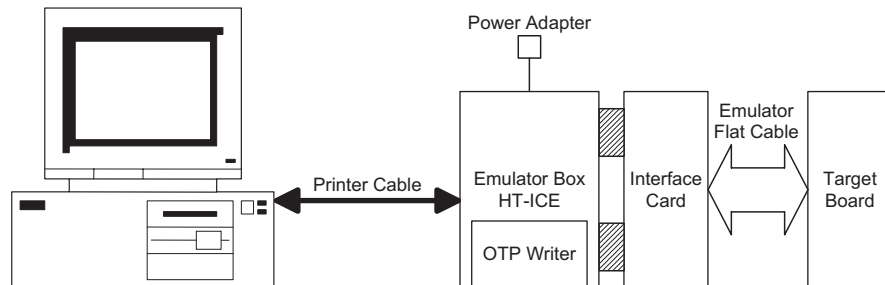 Power Adapter
Printer Cable
Emulator Box
HT-ICE
OTP Writer
Interface
Card
Emulator
Flat Cable
Target
Board